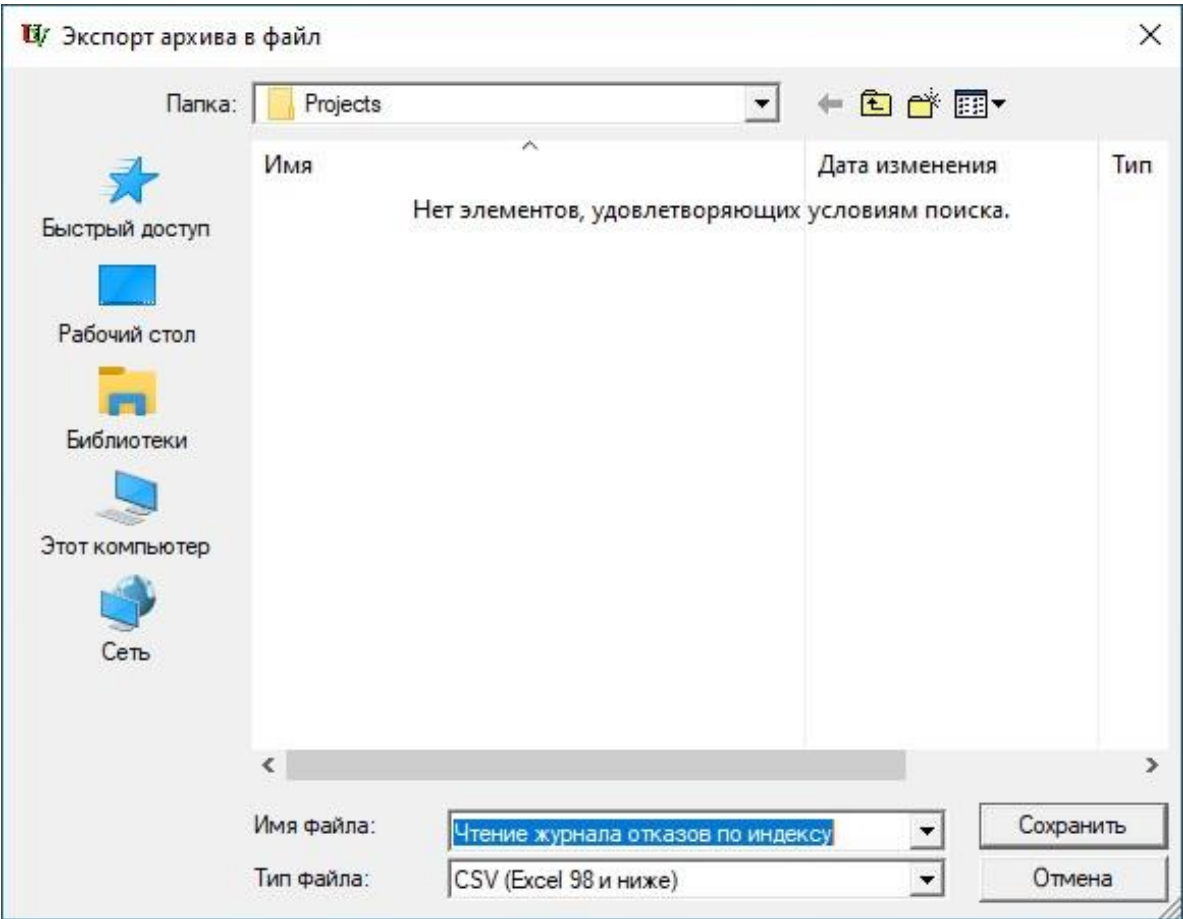 Экспорт архива в файл
Папка: Projects
Имя Дата изменения Тип
Нет элементов, удовлетворяющих условиям поиска.
Быстрый доступ
Рабочий стол
Библиотеки
Этот компьютер
Сеть
Имя файла: Чтение журнала отказов по индексу Сохранить
Тип файла: CSV (Excel 98 и ниже) Отмена